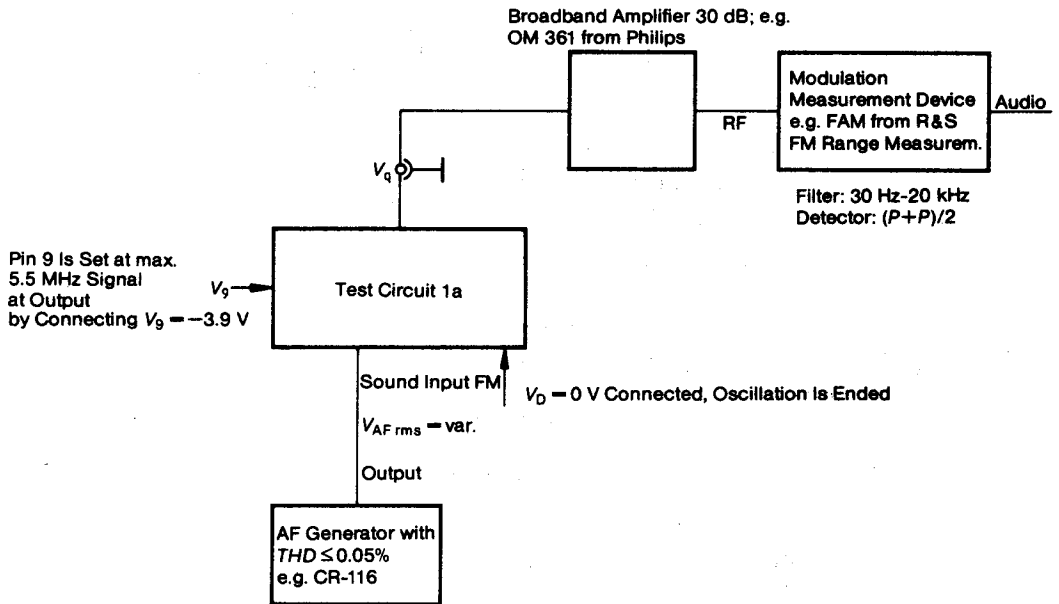 Broadband Amplifier 30 dB; e.g.
OM 361 from Philips
Modulation
Measurement Device
e.g. FAM from R&S
FM Range Measurem.
Audio
RF
Filter: 30 Hz-20 kHz
Detector: (P+P)/2
Vq
Pin 9 Is Set at max.
5.5 MHz Signal
at Output
by Connecting V9 = −3.9 V
V9
Test Circuit 1a
Sound Input FM
VD = 0 V Connected, Oscillation Is Ended
VAF rms = var.
Output
AF Generator with
THD ≤ 0.05%
e.g. CR-116